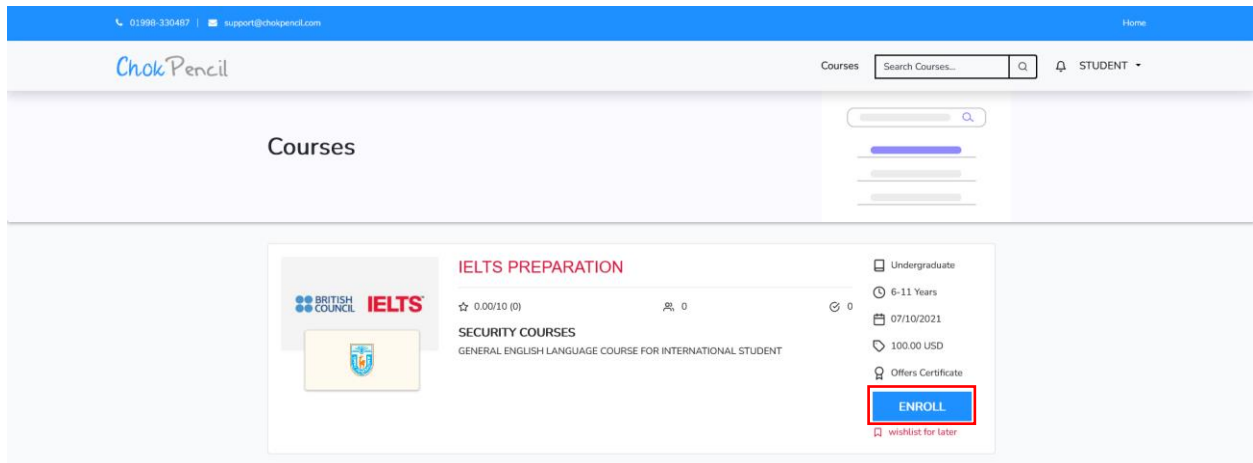 01998-330487 | support@chokpencil.com Home
ChokPencil Courses Search Courses... STUDENT
Courses
IELTS PREPARATION
0.00/10 (0) 0 0
SECURITY COURSES
GENERAL ENGLISH LANGUAGE COURSE FOR INTERNATIONAL STUDENT
BRITISH COUNCIL IELTS
Undergraduate
6-11 Years
07/10/2021
100.00 USD
Offers Certificate
ENROLL
wishlist for later